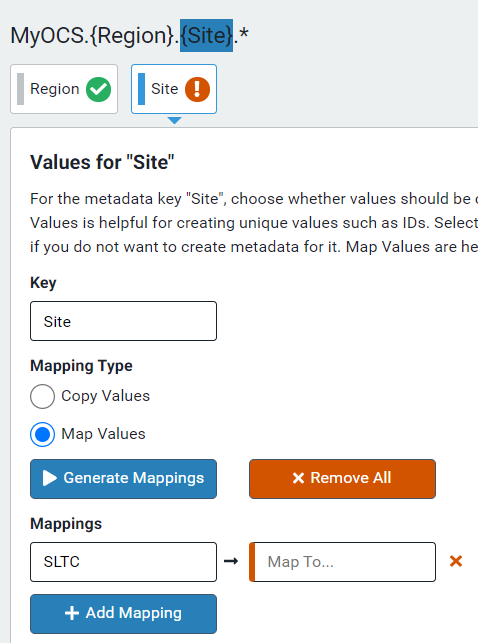 MyOCS.{Region}.{Site}.*
Region Site
Values for "Site"
For the metadata key "Site", choose whether values should be
Values is helpful for creating unique values such as IDs. Select
if you do not want to create metadata for it. Map Values are he
Key
Site
Mapping Type
Copy Values
Map Values
Generate Mappings Remove All
Mappings
SLTC → Map To...
Add Mapping